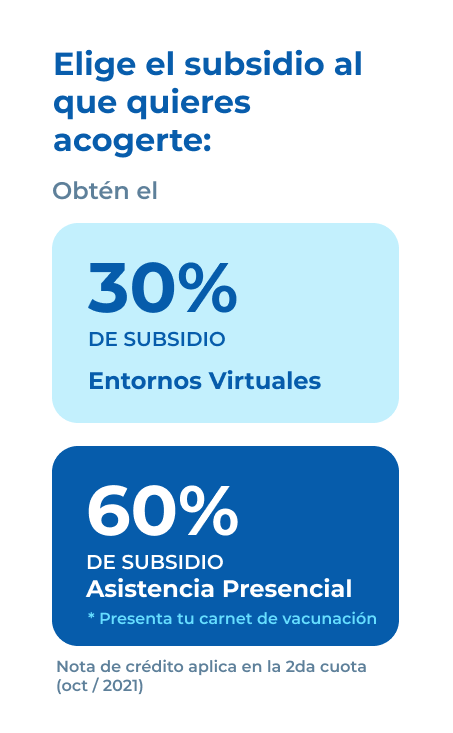 Elige el subsidio al
que quieres
acogerte:
Obtén el
30%
DE SUBSIDIO
Entornos Virtuales
60%
DE SUBSIDIO
Asistencia Presencial
* Presenta tu carnet de vacunación
Nota de crédito aplica en la 2da cuota
(oct / 2021)